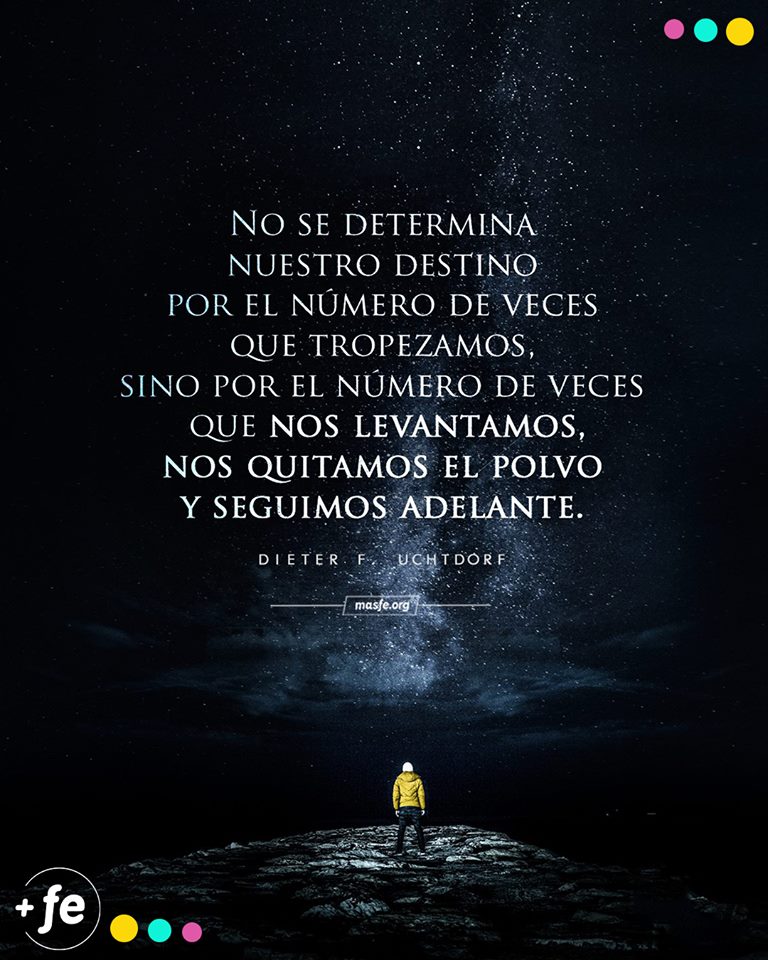 No se determina
nuestro destino
por el número de veces
que tropezamos,
sino por el número de veces
que nos levantamos,
nos quitamos el polvo
y seguimos adelante.
DIETER F. UCHTDORF
masfe.org
+ fe